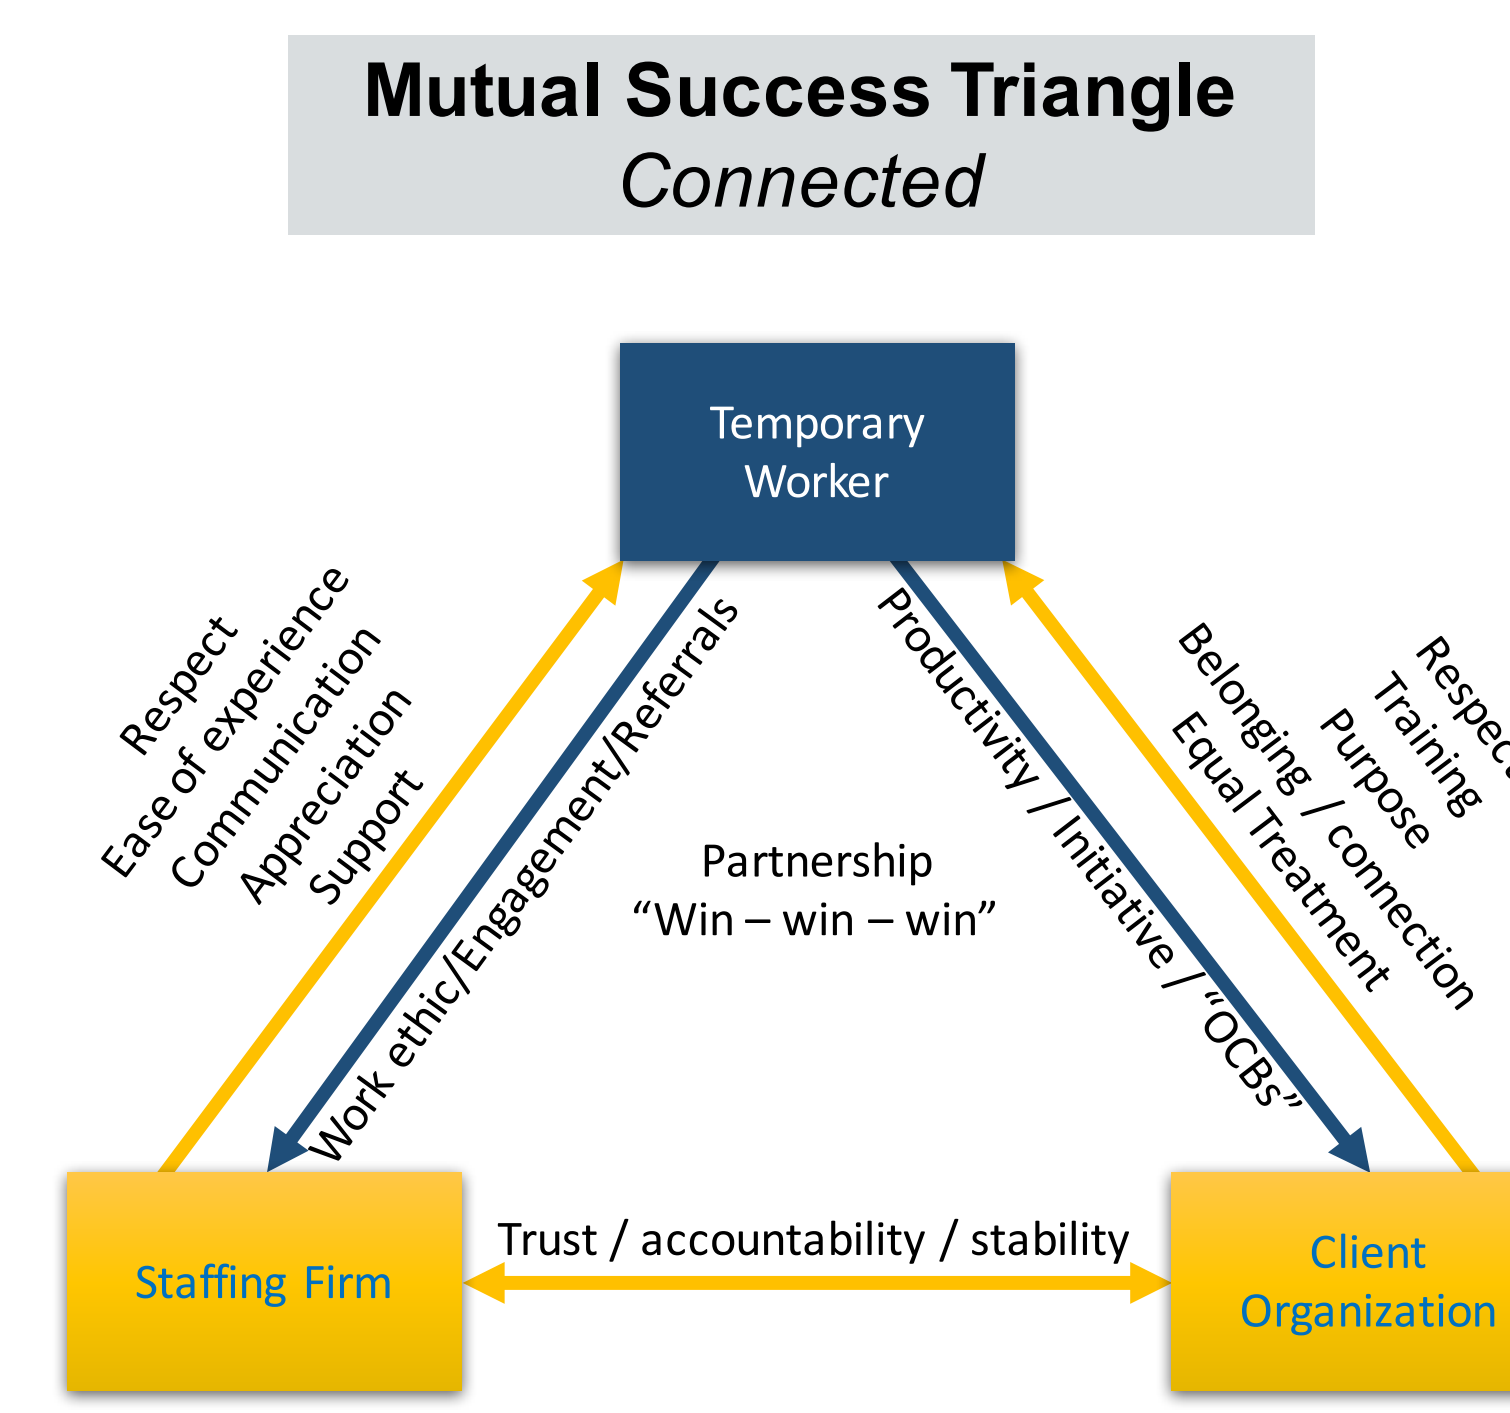 Mutual Success Triangle
Connected
Temporary
Worker
Respect
Ease of experience
Communication
Appreciation
Support
Work ethic/Engagement/Referrals
Productivity / Initiative / “OCBs”
Respect
Training
Purpose
Belonging / connection
Equal Treatment
Partnership
“Win – win – win”
Trust / accountability / stability
Staffing Firm
Client
Organization